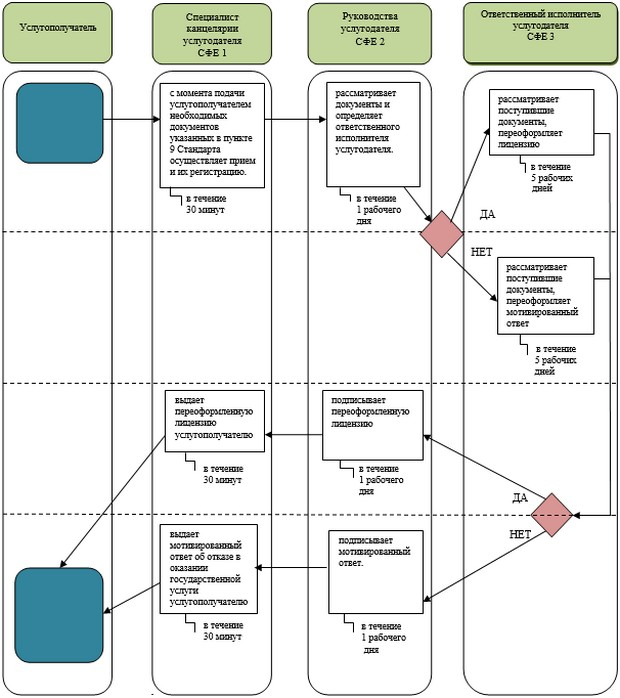 Услугополучатель
Специалист
канцелярии
услугодателя
СФЕ 1
Руководства
услугодателя
СФЕ 2
Ответственный исполнитель
услугодателя
СФЕ 3
с момента подачи
услугополучателем
необходимых
документов
указанных в пункте
9 Стандарта
осуществляет прием
и их регистрацию.
в течение
30 минут
рассматривает
документы и
определяет
ответственного
исполнителя
услугодателя.
в течение
1 рабочего
дня
рассматривает
поступившие
документы,
переоформляет
лицензию
в течение
5 рабочих
дней
ДА
НЕТ
рассматривает
поступившие
документы,
переоформляет
мотивированный
ответ
в течение
5 рабочих
дней
выдает
переоформленную
лицензию
услугополучателю
в течение
30 минут
подписывает
переоформленную
лицензию
в течение
1 рабочего
дня
ДА
НЕТ
выдает
мотивированный
ответ об отказе в
оказании
государственной
услуги
услугополучателю
в течение
30 минут
подписывает
мотивированный
ответ.
в течение
1 рабочего
дня